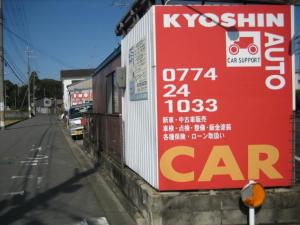 KYOSHIN
AUTO
CAR SUPPORT
0774
24
1033
新車・中古車販売
車検・点検・整備・鈑金塗装
各種保険・ローン取扱い
CAR